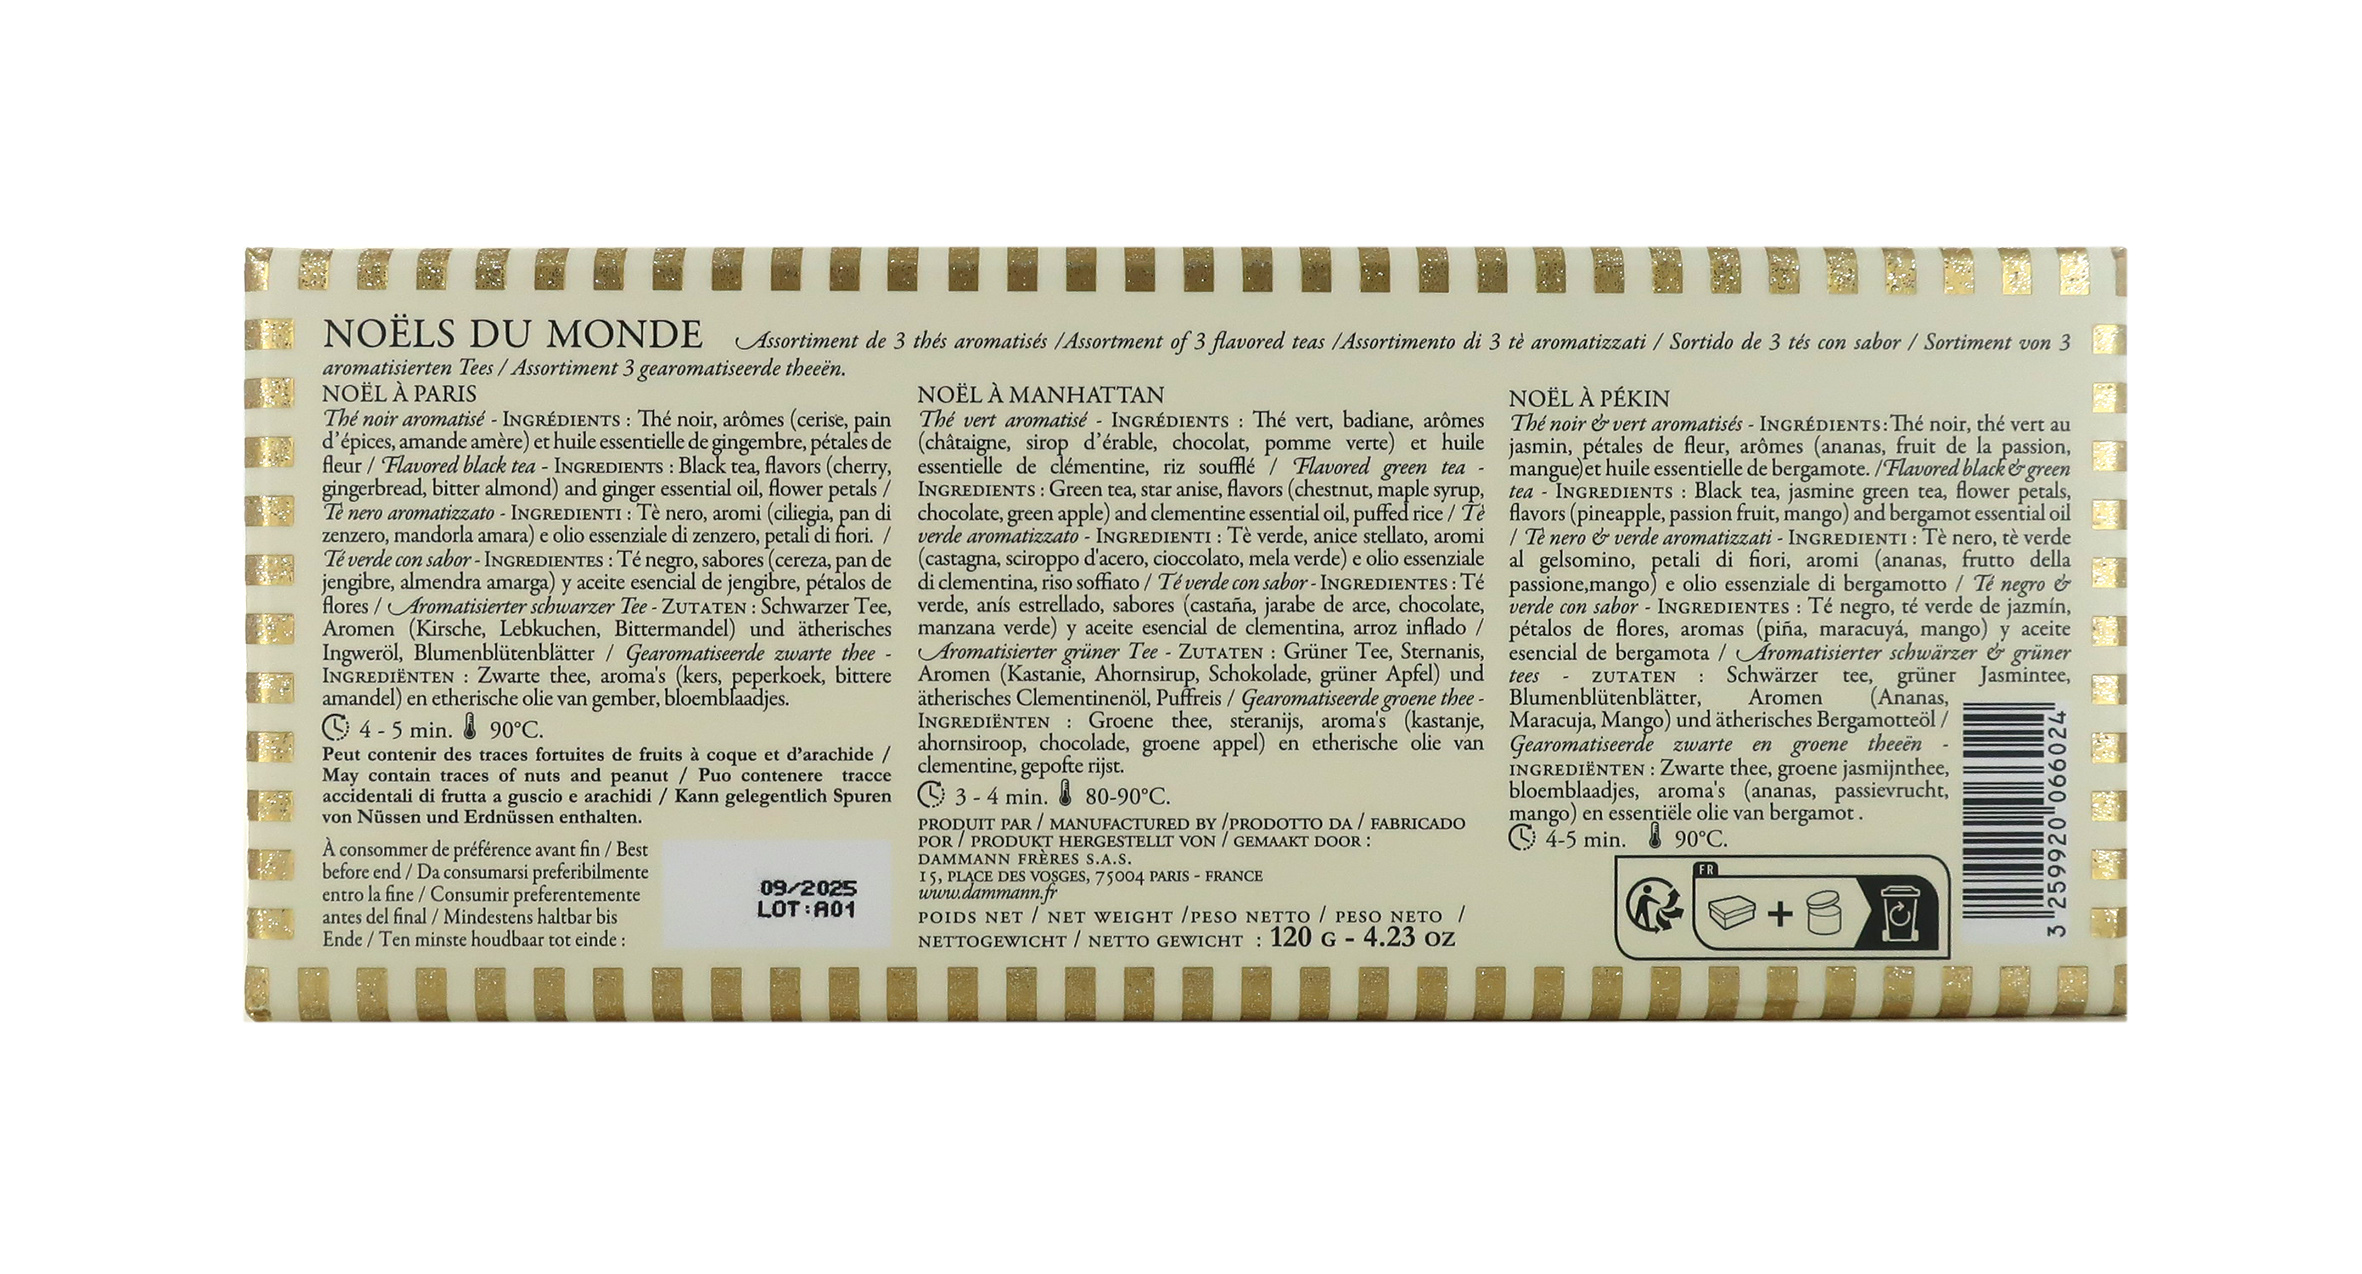 NOËLS DU MONDE Assortiment de 3 thés aromatisés /Assortment of 3 flavored teas /Assortimento di 3 tè aromatizzati / Sortido de 3 tés con sabor / Sortiment von 3
aromatisierten Tees / Assortiment 3 gearomatiseerde theeën.
NOËL À PARIS
Thé noir aromatisé - INGRÉDIENTS : Thé noir, arômes (cerise, pain
d'épices, amande amère) et huile essentielle de gingembre, pétales de
fleur / Flavored black tea - INGREDIENTS : Black tea, flavors (cherry,
gingerbread, bitter almond) and ginger essential oil, flower petals /
Tè nero aromatizzato - INGREDIENTI : Tè nero, aromi (ciliegia, pan di
zenzero, mandorla amara) e olio essenziale di zenzero, petali di fiori. /
Té verde con sabor - INGREDIENTES : Té negro, sabores (cereza, pan de
jengibre, almendra amarga) y aceite esencial de jengibre, pétalos de
flores / Aromatisierter schwarzer Tee - ZUTATEN : Schwarzer Tee,
Aromen (Kirsche, Lebkuchen, Bittermandel) und ätherisches
Ingweröl, Blumenblütenblätter / Gearomatiseerde zwarte thee -
INGREDIËNTEN : Zwarte thee, aroma's (kers, peperkoek, bittere
amandel) en etherische olie van gember, bloemblaadjes.
4 - 5 min. 90°C.
Peut contenir des traces fortuites de fruits à coque et d'arachide /
May contain traces of nuts and peanut / Puo contenere tracce
accidentali di frutta a guscio e arachidi / Kann gelegentlich Spuren
von Nüssen und Erdnüssen enthalten.
À consommer de préférence avant fin / Best
before end / Da consumarsi preferibilmente
entro la fine / Consumir preferentemente
antes del final / Mindestens haltbar bis
Ende / Ten minste houdbaar tot einde :
09/2025
LOT:A01
NOËL À MANHATTAN
Thé vert aromatisé - INGRÉDIENTS : Thé vert, badiane, arômes
(châtaigne, sirop d'érable, chocolat, pomme verte) et huile
essentielle de clémentine, riz soufflé / Flavored green tea -
INGREDIENTS : Green tea, star anise, flavors (chestnut, maple syrup,
chocolate, green apple) and clementine essential oil, puffed rice / Tè
verde aromatizzato - INGREDIENTI : Tè verde, anice stellato, aromi
(castagna, sciroppo d'acero, cioccolato, mela verde) e olio essenziale
di clementina, riso soffiato / Té verde con sabor - INGREDIENTES : Té
verde, anís estrellado, sabores (castaña, jarabe de arce, chocolate,
manzana verde) y aceite esencial de clementina, arroz inflado /
Aromatisierter grüner Tee - ZUTATEN : Grüner Tee, Sternanis,
Aromen (Kastanie, Ahornsirup, Schokolade, grüner Apfel) und
ätherisches Clementinenöl, Puffreis / Gearomatiseerde groene thee -
INGREDIËNTEN : Groene thee, steranijs, aroma's (kastanje,
ahornsiroop, chocolade, groene appel) en etherische olie van
clementine, gepofte rijst.
3 - 4 min. 80-90°C.
PRODUIT PAR / MANUFACTURED BY /PRODOTTO DA / FABRICADO
POR / PRODUKT HERGESTELLT VON / GEMAAKT DOOR :
DAMMANN FRÈRES S.A.S.
15, PLACE DES VOSGES, 75004 PARIS - FRANCE
www.dammann.fr
POIDS NET / NET WEIGHT /PESO NETTO / PESO NETO /
NETTOGEWICHT / NETTO GEWICHT : 120 G - 4.23 OZ
NOËL À PÉKIN
Thé noir & vert aromatisés - INGRÉDIENTS : Thé noir, thé vert au
jasmin, pétales de fleur, arômes (ananas, fruit de la passion,
mangue)et huile essentielle de bergamote. /Flavored black & green
tea - INGREDIENTS : Black tea, jasmine green tea, flower petals,
flavors (pineapple, passion fruit, mango) and bergamot essential oil
/ Tè nero & verde aromatizzati - INGREDIENTI : Tè nero, tè verde
al gelsomino, petali di fiori, aromi (ananas, frutto della
passione,mango) e olio essenziale di bergamotto / Té negro &
verde con sabor - INGREDIENTES : Té negro, té verde de jazmín,
pétalos de flores, aromas (piña, maracuyá, mango) y aceite
esencial de bergamota / Aromatisierter schwärzer & grüner
tees - ZUTATEN : Schwärzer tee, grüner Jasmintee,
Blumenblütenblätter, Aromen (Ananas,
Maracuja, Mango) und ätherisches Bergamotteöl /
Gearomatiseerde zwarte en groene theeën -
INGREDIËNTEN : Zwarte thee, groene jasmijnthee,
bloemblaadjes, aroma's (ananas, passievrucht,
mango) en essentiële olie van bergamot .
4-5 min. 90°C.
FR
3 259920 066024